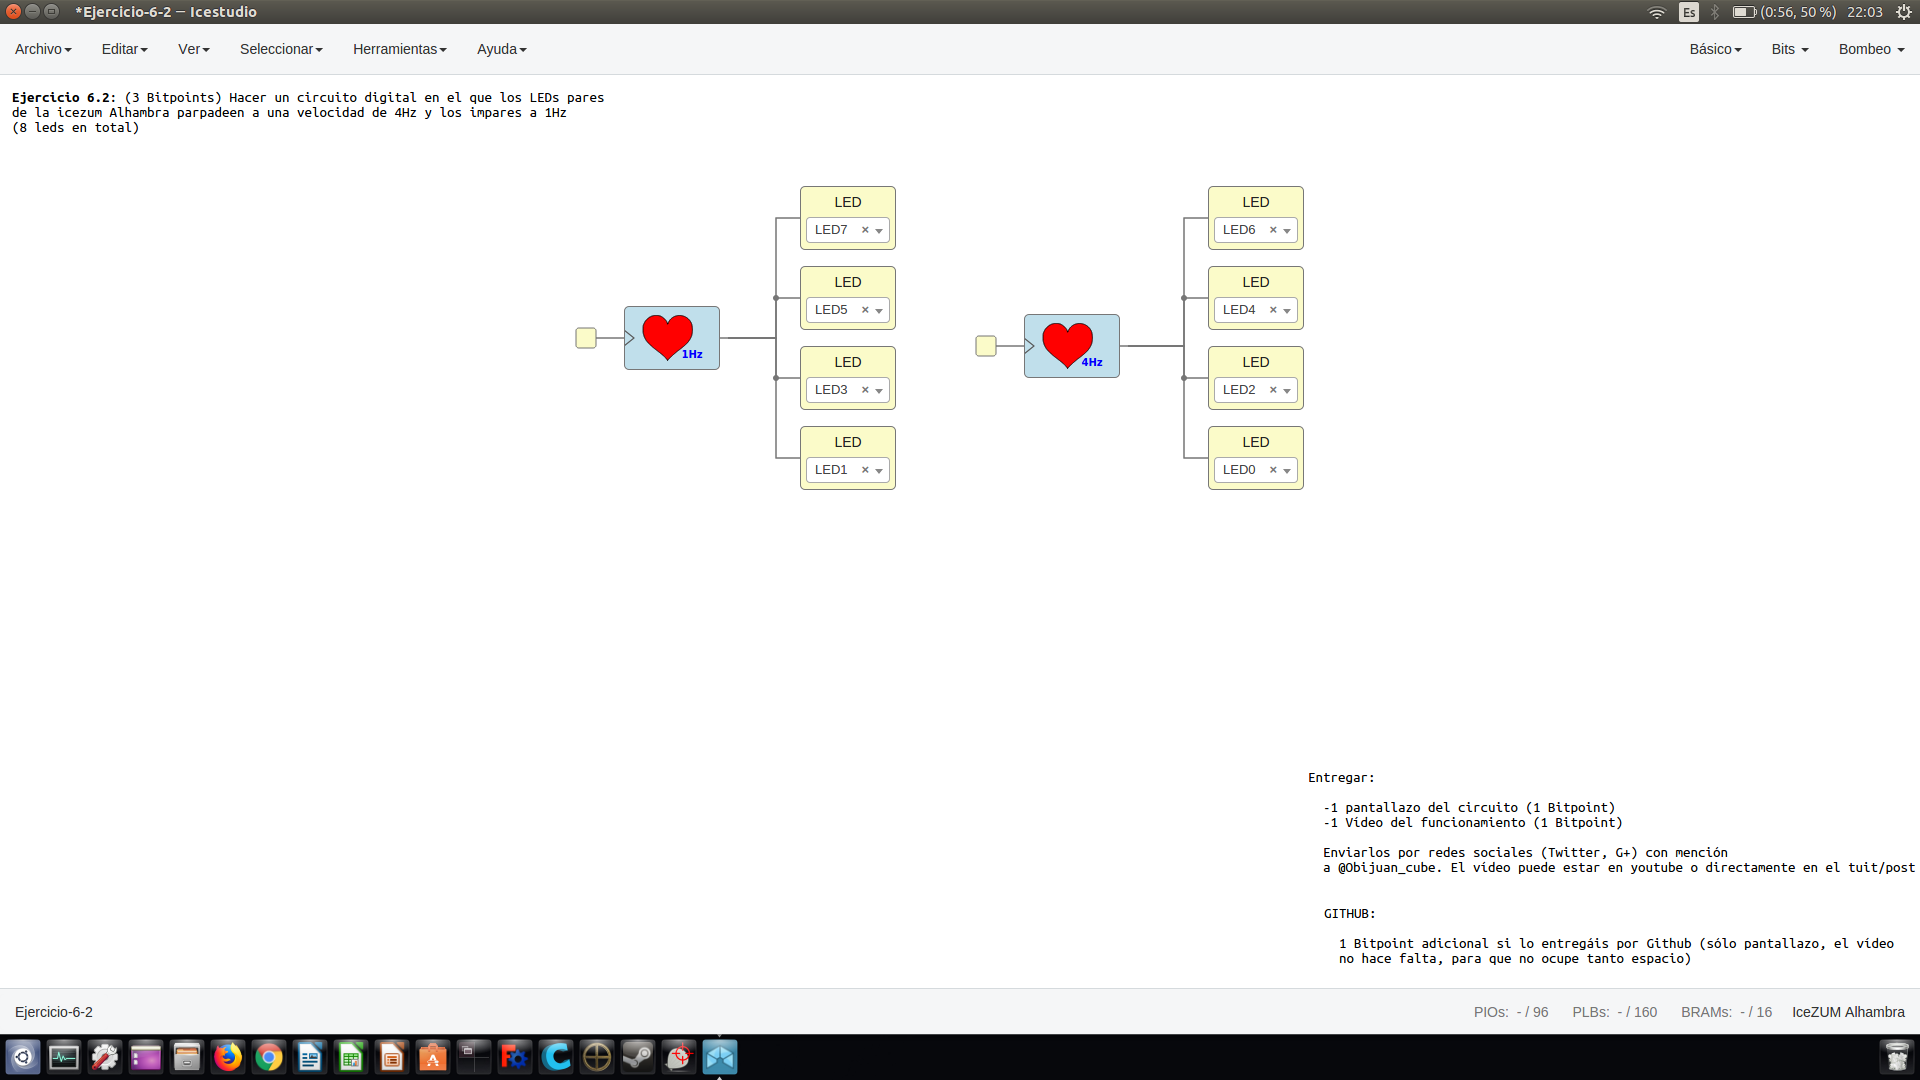 *Ejercicio-6-2 — Icestudio
Es
(0:56, 50 %)
22:03
Archivo
Editar
Ver
Seleccionar
Herramientas
Ayuda
Básico
Bits
Bombeo
Ejercicio 6.2: (3 Bitpoints) Hacer un circuito digital en el que los LEDs pares
de la icezum Alhambra parpadeen a una velocidad de 4Hz y los impares a 1Hz
(8 leds en total)
LED
LED7
LED
LED5
LED
LED3
LED
LED1
1Hz
LED
LED6
LED
LED4
LED
LED2
LED
LED0
4Hz
Entregar:
-1 pantallazo del circuito (1 Bitpoint)
-1 Vídeo del funcionamiento (1 Bitpoint)
Enviarlos por redes sociales (Twitter, G+) con mención
a @Obijuan_cube. El vídeo puede estar en youtube o directamente en el tuit/post
GITHUB:
1 Bitpoint adicional si lo entregáis por Github (sólo pantallazo, el vídeo
no hace falta, para que no ocupe tanto espacio)
Ejercicio-6-2
PIOs: - / 96
PLBs: - / 160
BRAMs: - / 16
IceZUM Alhambra